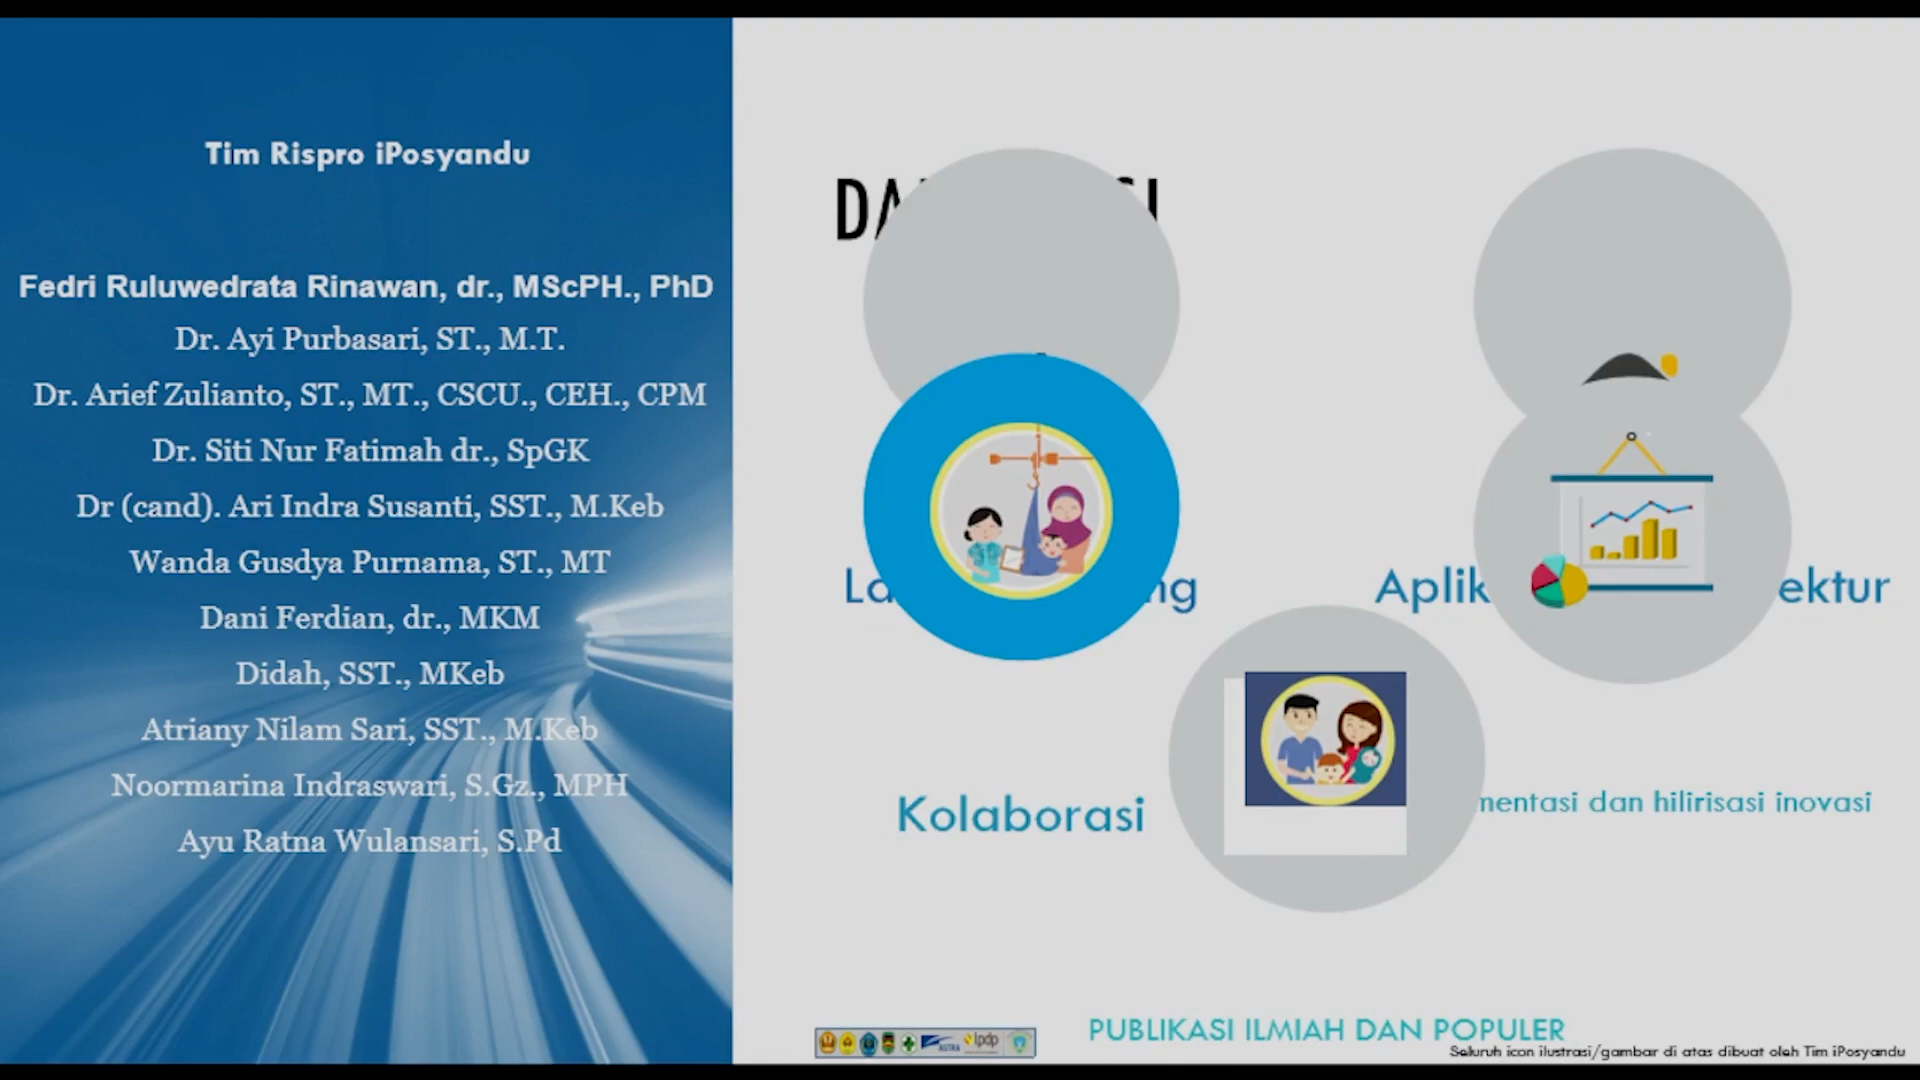 Tim Rispro iPosyandu
Fedri Ruluwedrata Rinawan, dr., MScPH., PhD
Dr. Ayi Purbasari, ST., M.T.
Dr. Arief Zulianto, ST., MT., CSCU., CEH., CPM
Dr. Siti Nur Fatimah dr., SpGK
Dr (cand). Ari Indra Susanti, SST., M.Keb
Wanda Gusdya Purnama, ST., MT
Dani Ferdian, dr., MKM
Didah, SST., MKeb
Atriany Nilam Sari, SST., M.Keb
Noormarina Indraswari, S.Gz., MPH
Ayu Ratna Wulansari, S.Pd
Kolaborasi
dan hilirisasi inovasi
PUBLIKASI ILMIAH DAN POPULER
ASTRA
lpdp
Seluruh icon ilustrasi/gambar di atas dibuat oleh Tim iPosyandu